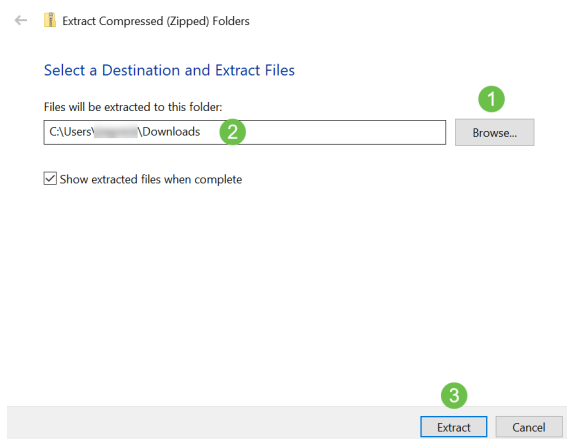 Extract Compressed (Zipped) Folders
Select a Destination and Extract Files
Files will be extracted to this folder:
1
C:\Users\ \Downloads 2 Browse...
Show extracted files when complete
3
Extract Cancel